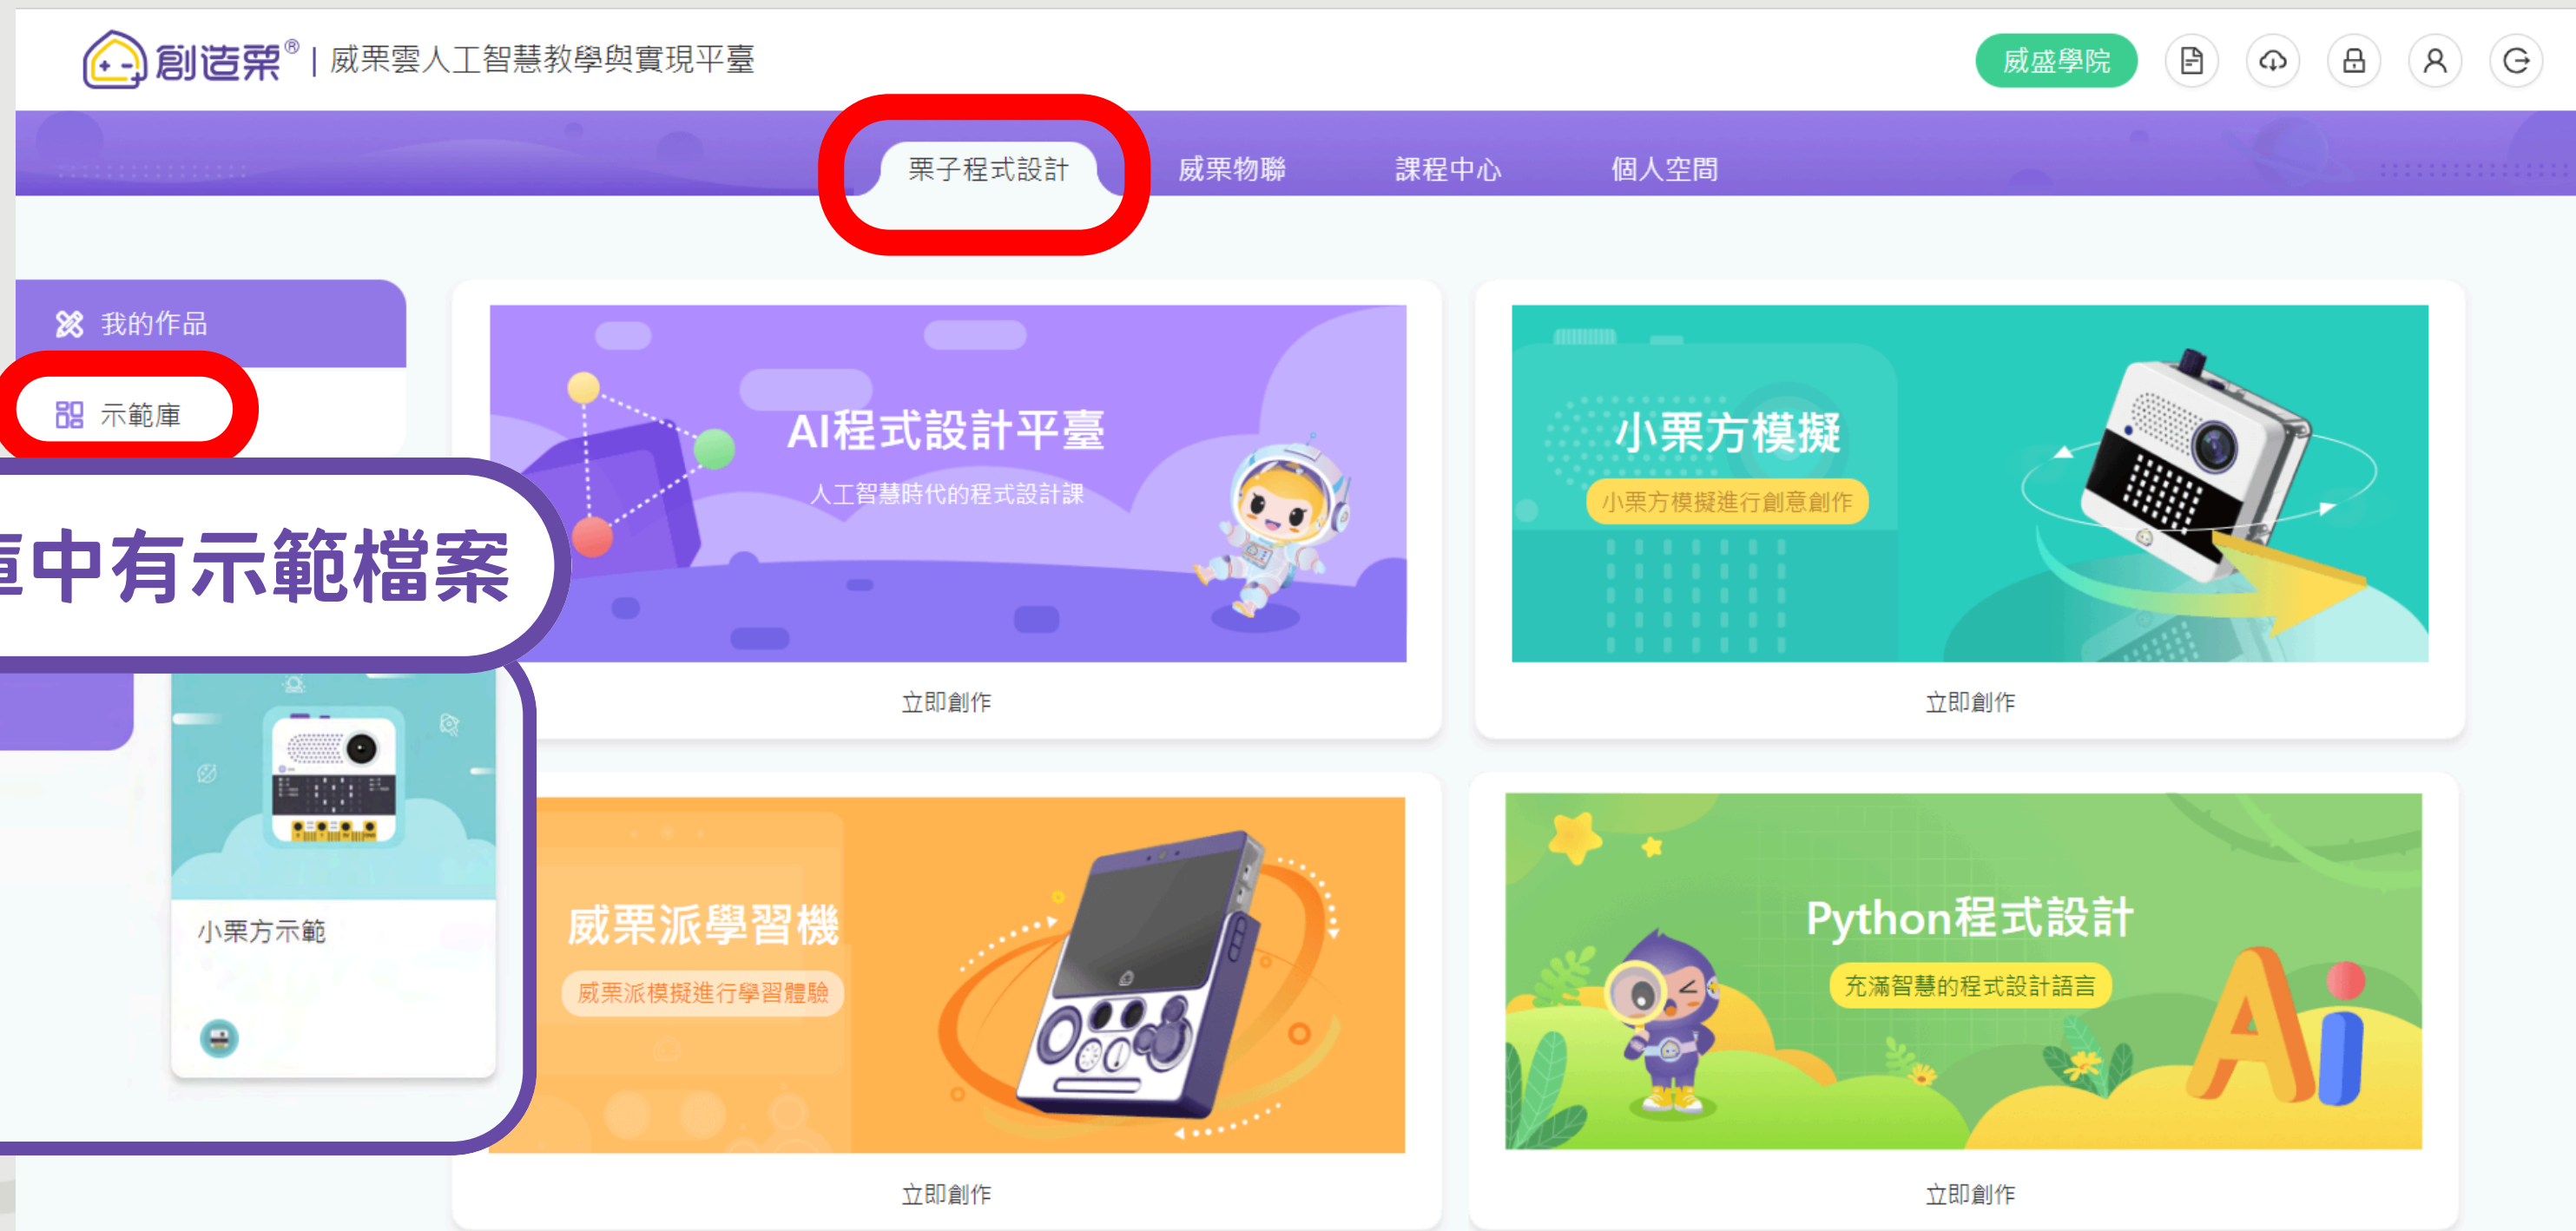 創造栗® | 威栗雲人工智慧教學與實現平臺
威盛學院
栗子程式設計 威栗物聯 課程中心 個人空間
我的作品
示範庫
庫中有示範檔案
小栗方示範
AI程式設計平臺
人工智慧時代的程式設計課
立即創作
小栗方模擬
小栗方模擬進行創意創作
立即創作
威栗派學習機
威栗派模擬進行學習體驗
立即創作
Python程式設計
充滿智慧的程式設計語言
Ai
立即創作